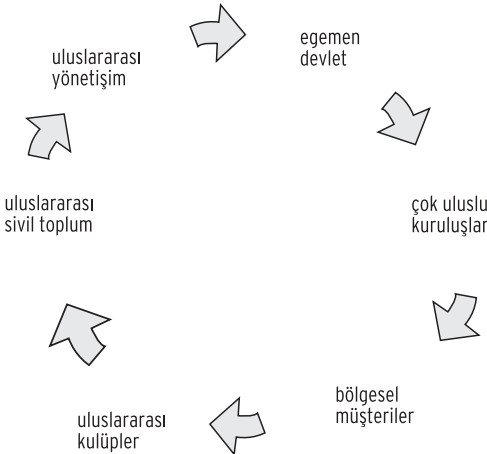 uluslararası
yönetişim
egemen
devlet
çok uluslu
kuruluşlar
bölgesel
müşteriler
uluslararası
kulüpler
uluslararası
sivil toplum